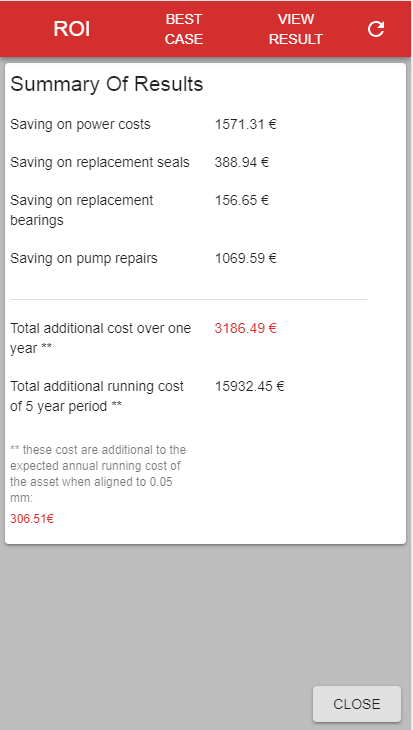 ROI
BEST
CASE
VIEW
RESULT
Summary Of Results
Saving on power costs 1571.31 €
Saving on replacement seals 388.94 €
Saving on replacement 156.65 €
bearings
Saving on pump repairs 1069.59 €
Total additional cost over one 3186.49 €
year **
Total additional running cost 15932.45 €
of 5 year period **
** these cost are additional to the
expected annual running cost of
the asset when aligned to 0.05
mm:
306.51€
CLOSE